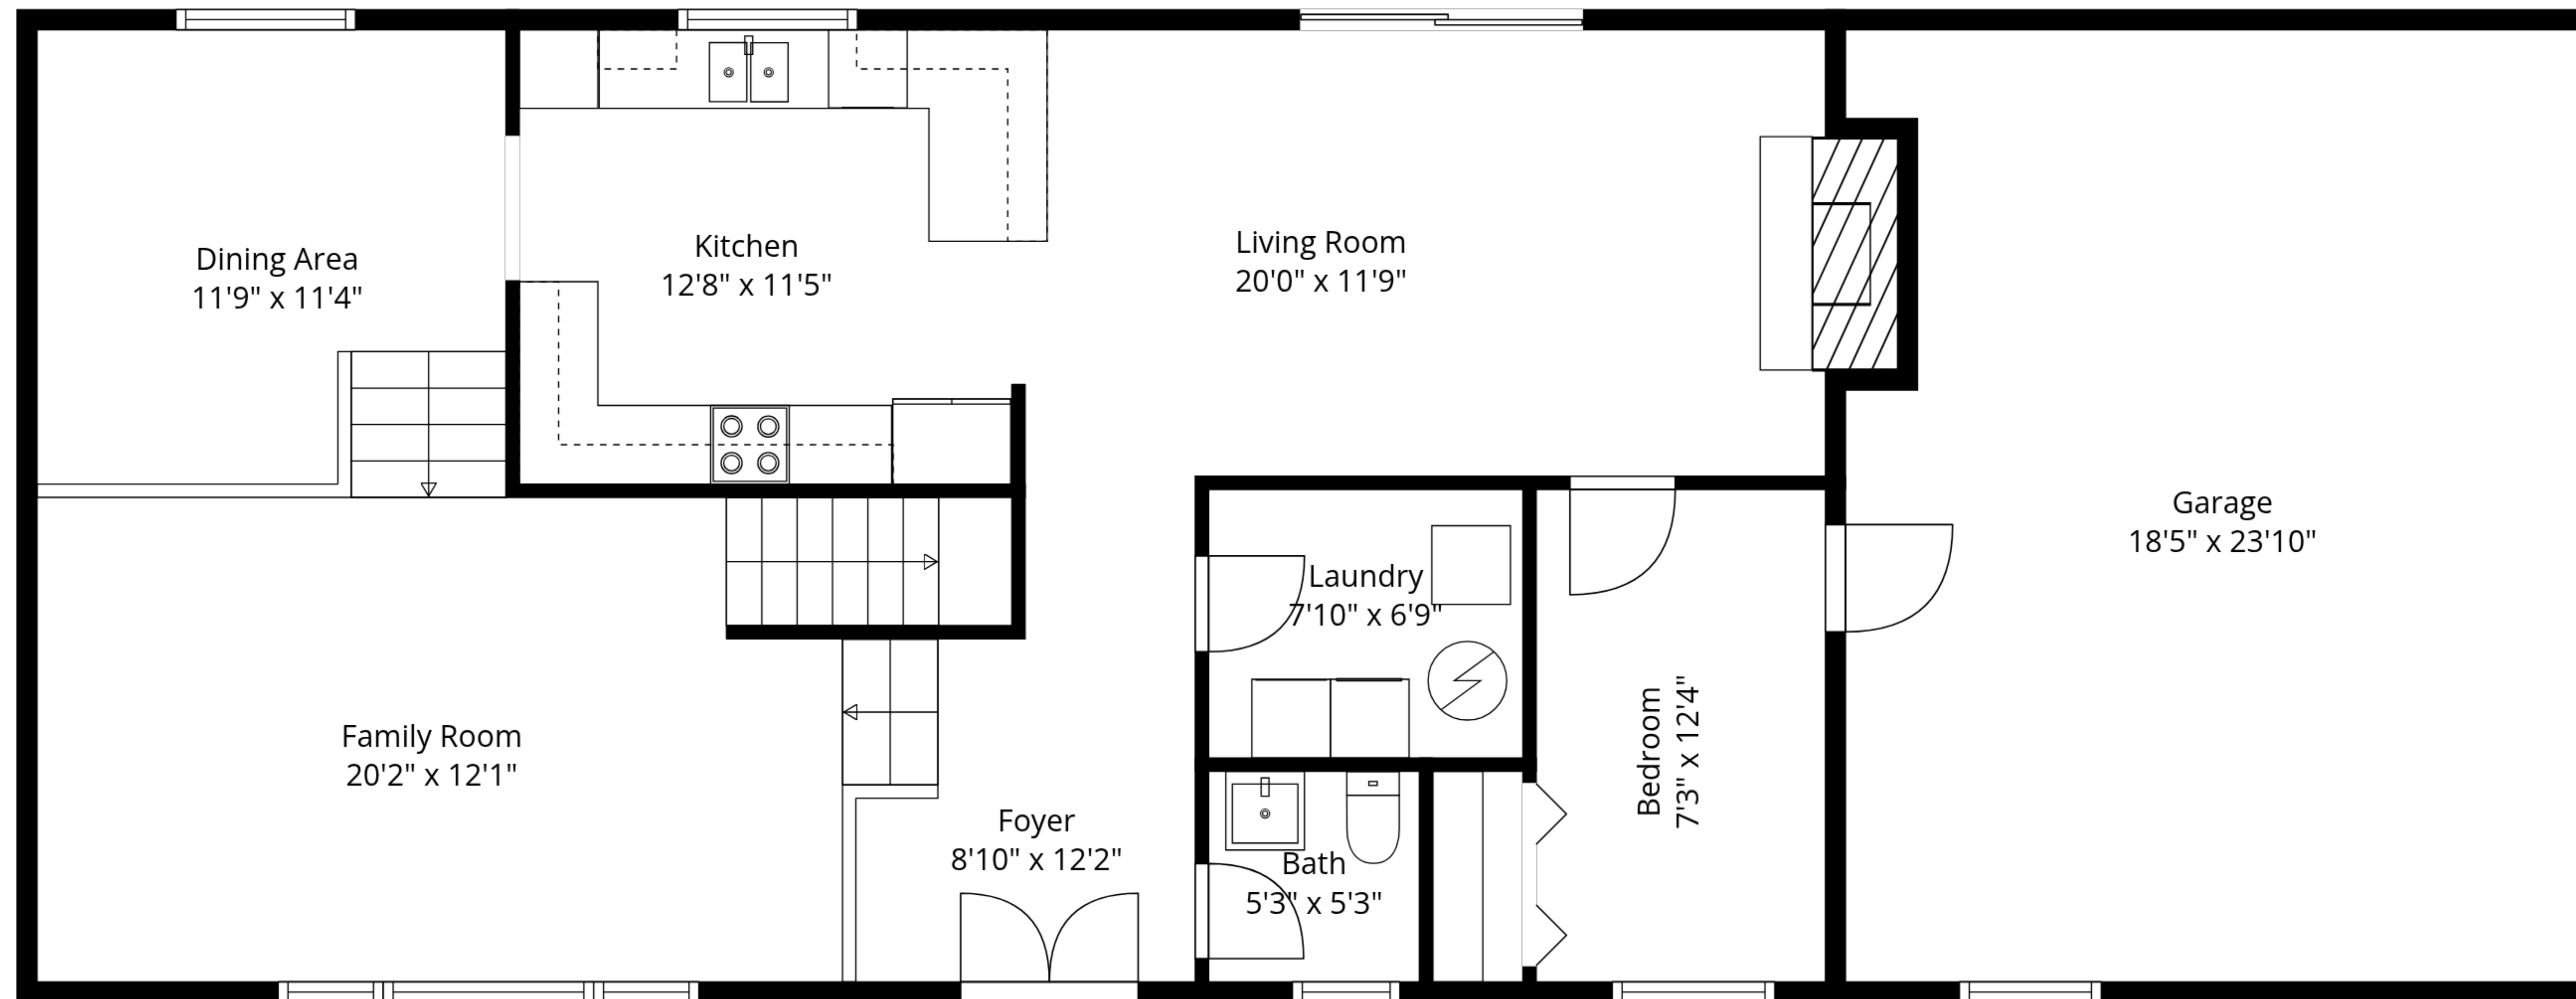 Dining Area
11'9" x 11'4"
Kitchen
12'8" x 11'5"
Living Room
20'0" x 11'9"
Garage
18'5" x 23'10"
Laundry
7'10" x 6'9"
Family Room
20'2" x 12'1"
Bedroom
7'3" x 12'4"
Foyer
8'10" x 12'2"
Bath
5'3" x 5'3"